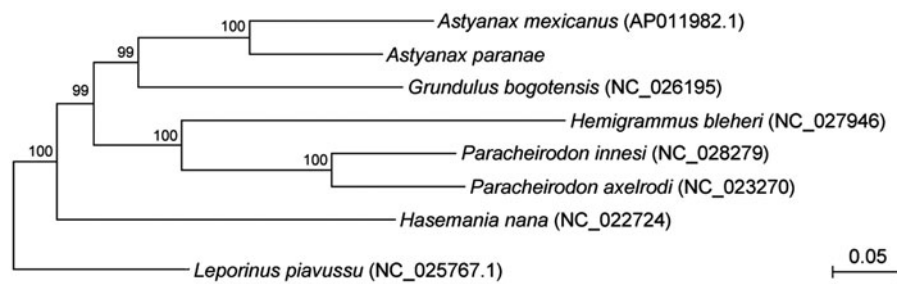 100
Astyanax mexicanus (AP011982.1)
99
Astyanax paranae
99
Grundulus bogotensis (NC_026195)
Hemigrammus bleheri (NC_027946)
100
100
100
Paracheirodon innesi (NC_028279)
Paracheirodon axelrodi (NC_023270)
Hasemania nana (NC_022724)
0.05
Leporinus piavussu (NC_025767.1)